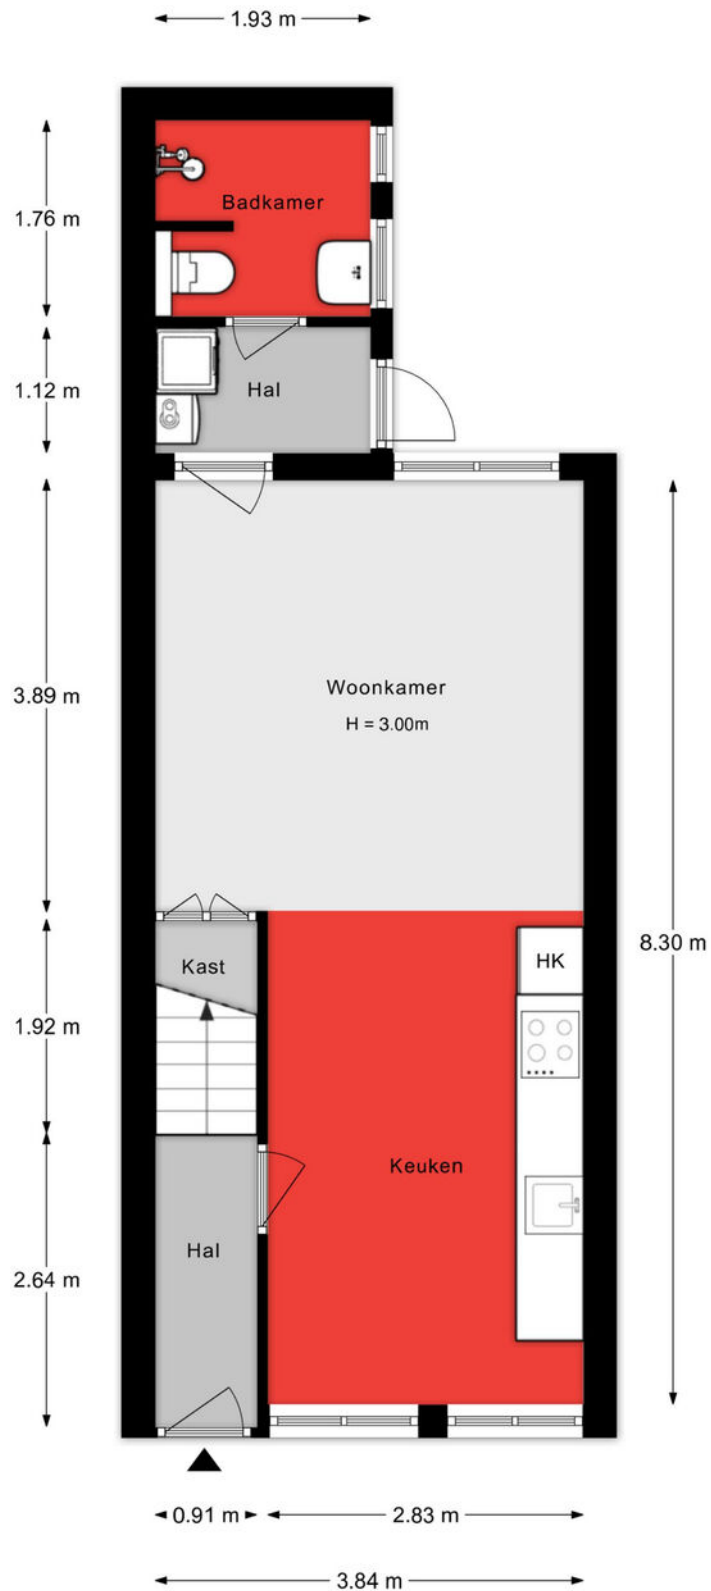 1.93 m
1.76 m
Badkamer
1.12 m
Hal
3.89 m
Woonkamer
H = 3.00m
8.30 m
Kast
HK
1.92 m
Keuken
Hal
2.64 m
0.91 m
2.83 m
3.84 m